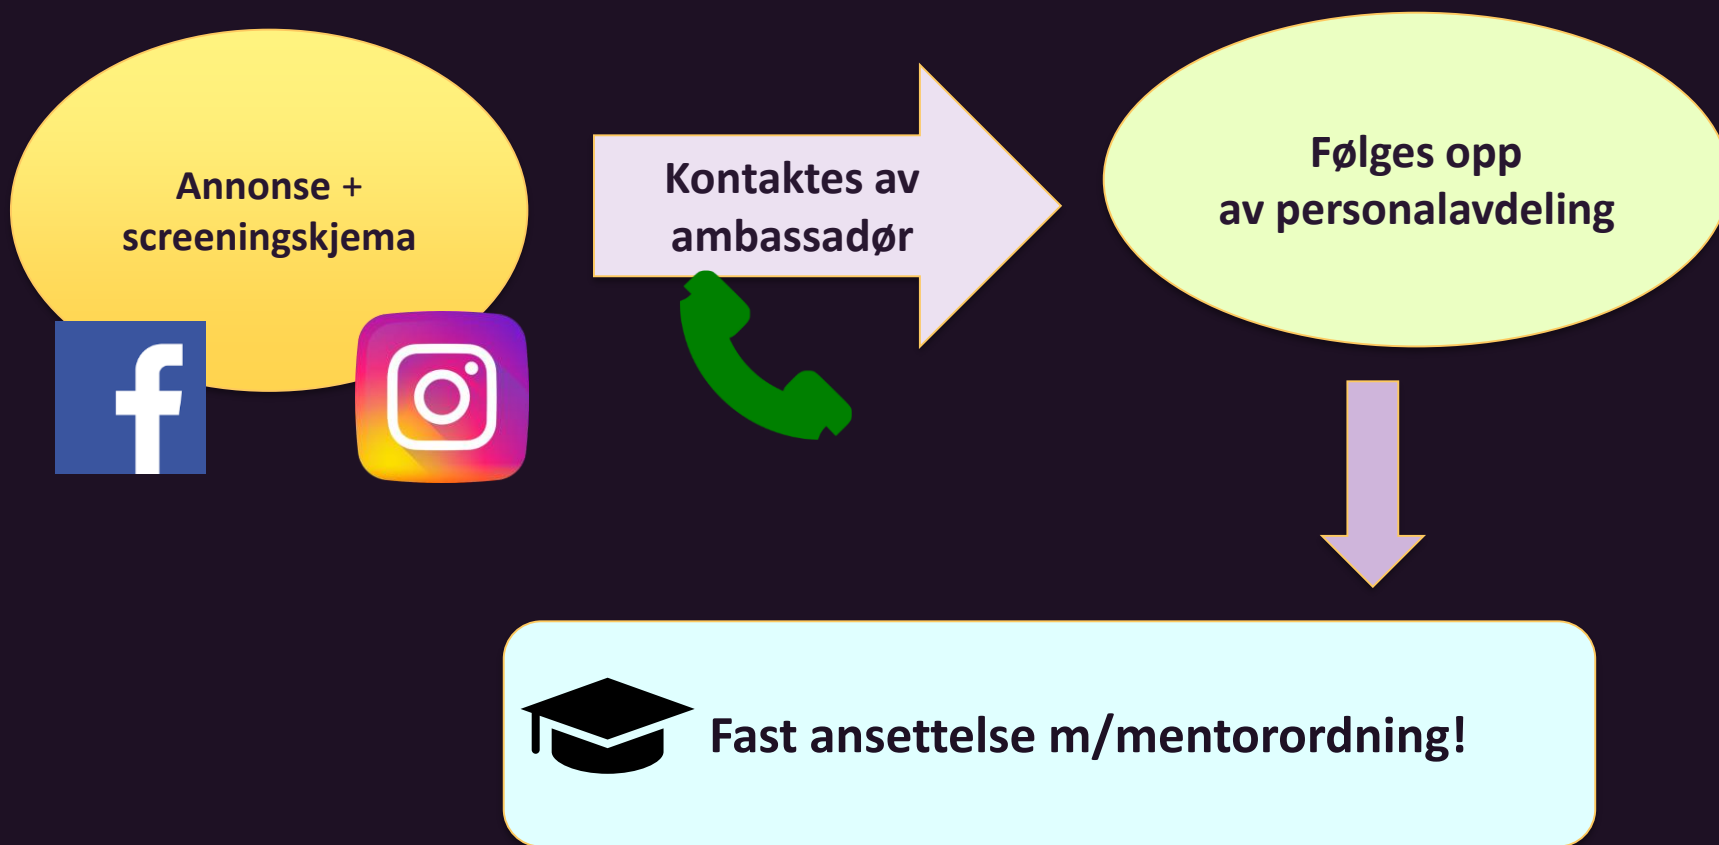 Annonse +
screeningskjema
Kontaktes av
ambassadør
Følges opp
av personalavdeling
Fast ansettelse m/mentorordning!